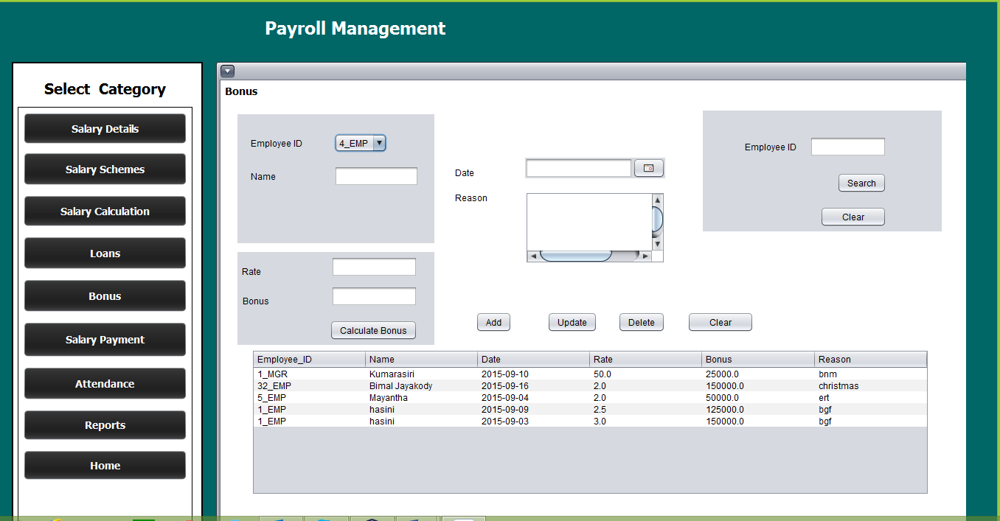 Payroll Management
Select Category
Salary Details
Salary Schemes
Salary Calculation
Loans
Bonus
Salary Payment
Attendance
Reports
Home
Bonus
Employee ID 4_EMP
Name
Date
Reason
Employee ID
Search
Clear
Rate
Bonus
Calculate Bonus
Add Update Delete Clear
Employee_ID Name Date Rate Bonus Reason
1_MGR Kumarasiri 2015-09-10 50.0 25000.0 bnm
32_EMP Bimal Jayakody 2015-09-16 2.0 150000.0 christmas
5_EMP Mayantha 2015-09-04 2.0 50000.0 ert
1_EMP hasini 2015-09-09 2.5 125000.0 bgf
1_EMP hasini 2015-09-03 3.0 150000.0 bgf